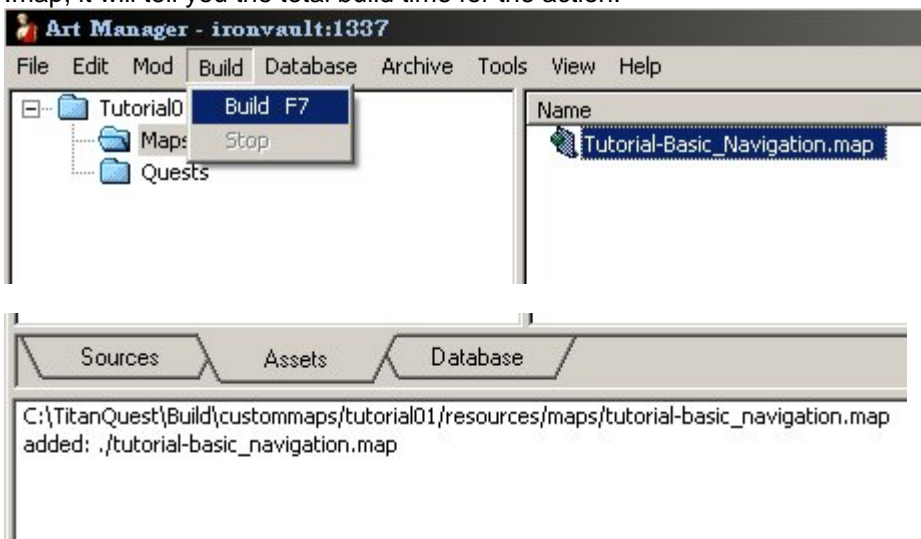 .map, it will tell you the total build time for the action.
Art Manager - ironvault:1337
File Edit Mod Build Database Archive Tools View Help
Tutorial0
Build F7
Name
Maps
Stop
Tutorial-Basic_Navigation.map
Quests
Sources Assets Database
C:\TitanQuest\Build\custommaps/tutorial01/resources/maps/tutorial-basic_navigation.map
added: ./tutorial-basic_navigation.map